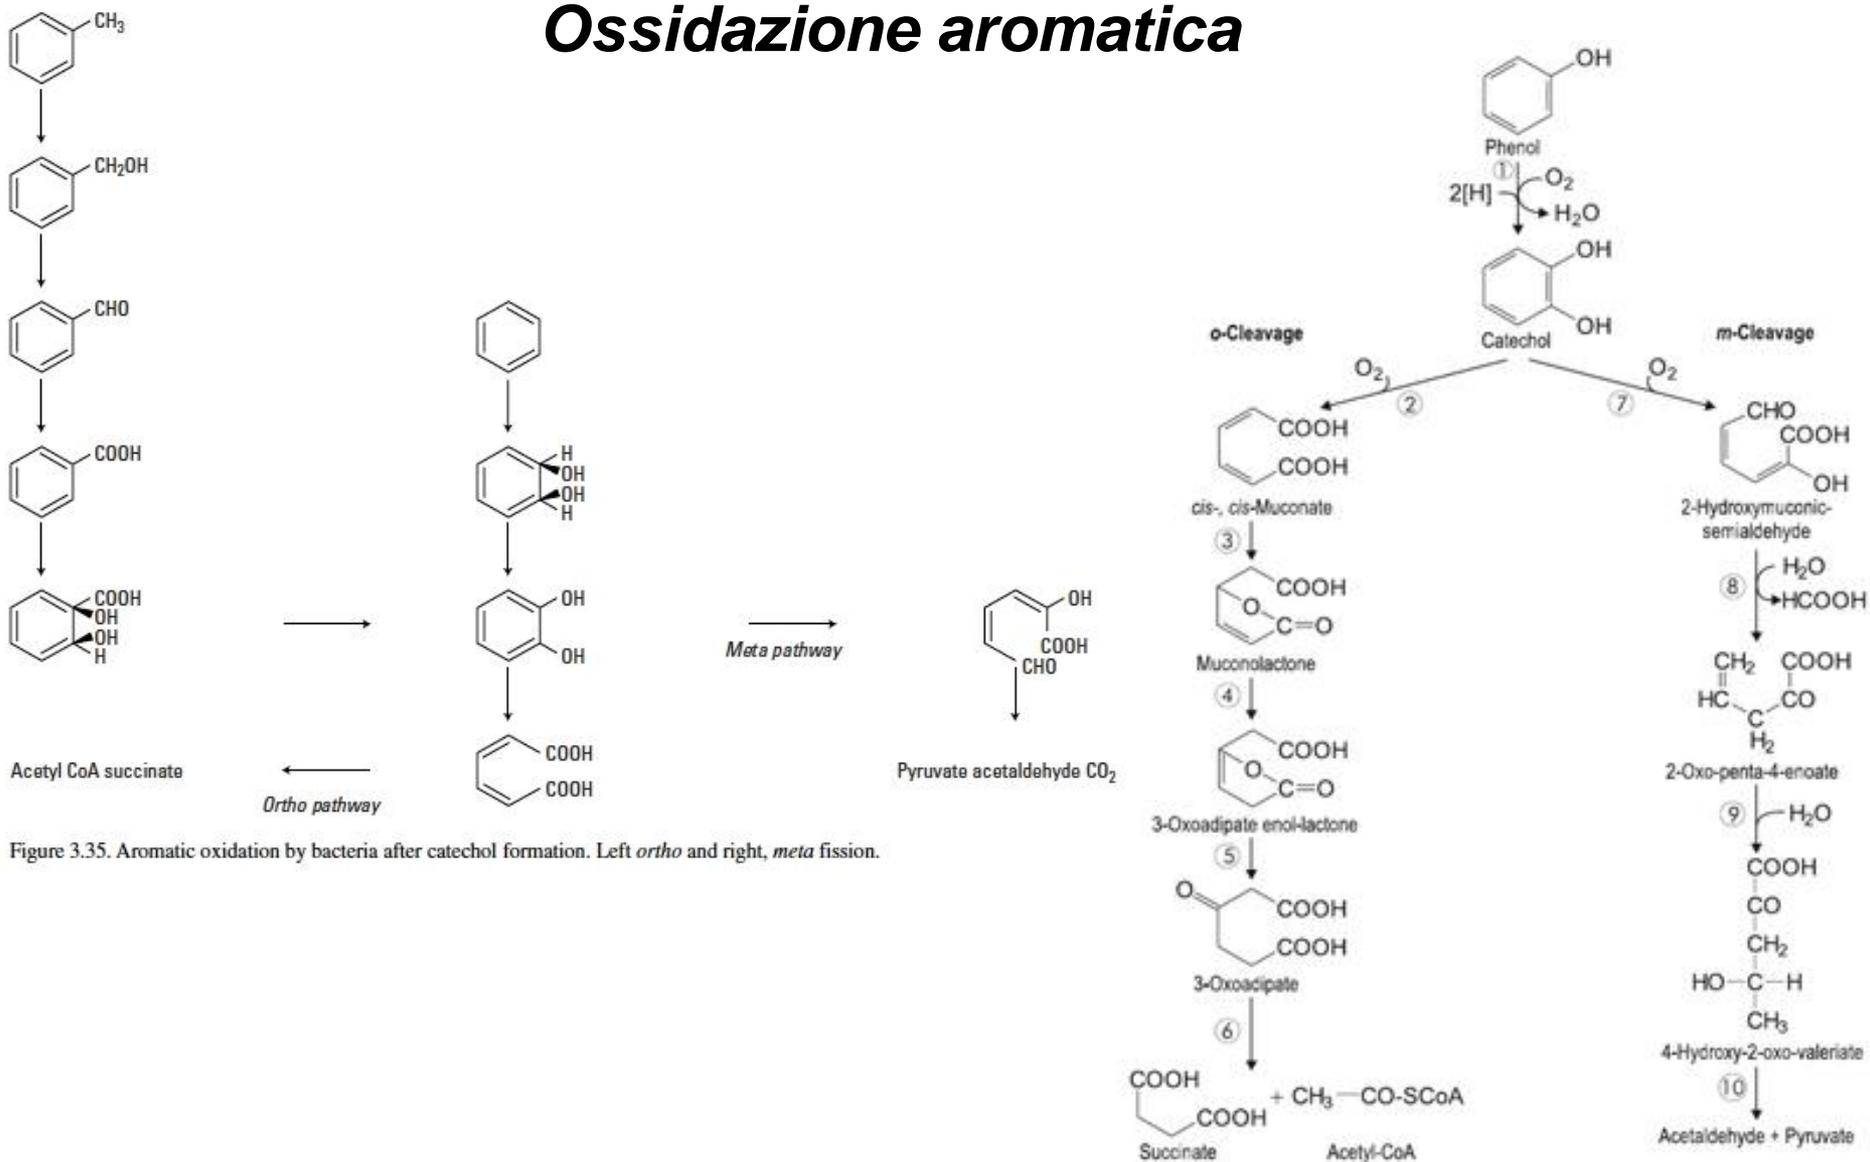 Ossidazione aromatica
CH3
CH2OH
CHO
COOH
COOH
OH
OH
H
H
OH
OH
H
OH
OH
Meta pathway
OH
COOH
CHO
COOH
COOH
Acetyl CoA succinate
Ortho pathway
Pyruvate acetaldehyde CO2
Figure 3.35. Aromatic oxidation by bacteria after catechol formation. Left ortho and right, meta fission.
OH
Phenol
①
2[H]
O2
H2O
OH
OH
Catechol
o-Cleavage
O2
②
COOH
COOH
cis-, cis-Muconate
③
COOH
O
C=O
Muconolactone
④
COOH
O
C=O
3-Oxoadipate enol-lactone
⑤
O
COOH
COOH
3-Oxoadipate
⑥
COOH
COOH
+ CH3—CO-SCoA
Succinate
Acetyl-CoA
m-Cleavage
O2
⑦
CHO
COOH
OH
2-Hydroxymuconic-
semialdehyde
⑧
H2O
HCOOH
CH2 COOH
HC CO
C
H2
2-Oxo-penta-4-enoate
⑨
H2O
COOH
CO
CH2
HO—C—H
CH3
4-Hydroxy-2-oxo-valeriate
⑩
Acetaldehyde + Pyruvate